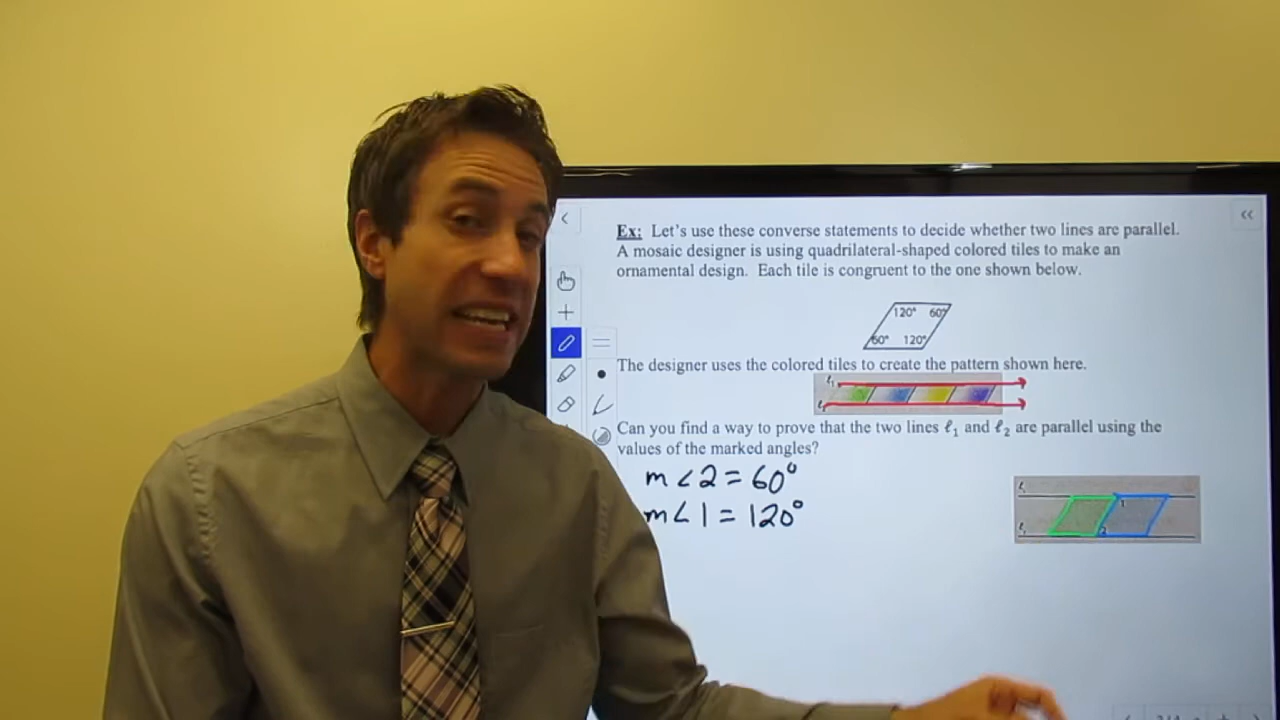 Ex: Let's use these converse statements to decide whether two lines are parallel.
A mosaic designer is using quadrilateral-shaped colored tiles to make an
ornamental design. Each tile is congruent to the one shown below.
120° 60°
60° 120°
The designer uses the colored tiles to create the pattern shown here.
ℓ₁
Can you find a way to prove that the two lines ℓ₁ and ℓ₂ are parallel using the
values of the marked angles?
m∠2=60°
m∠1=120°
1
2